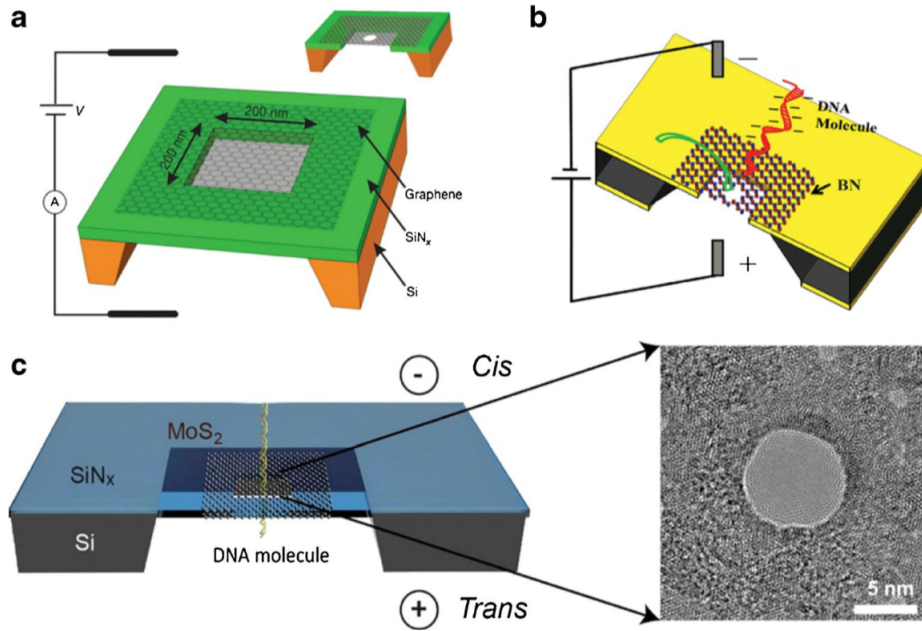 a
V
A
200 nm
200 nm
Graphene
SiNx
Si
b
−
DNA
Molecule
BN
+
c
-
Cis
MoS2
SiNx
Si
DNA molecule
+
Trans
5 nm